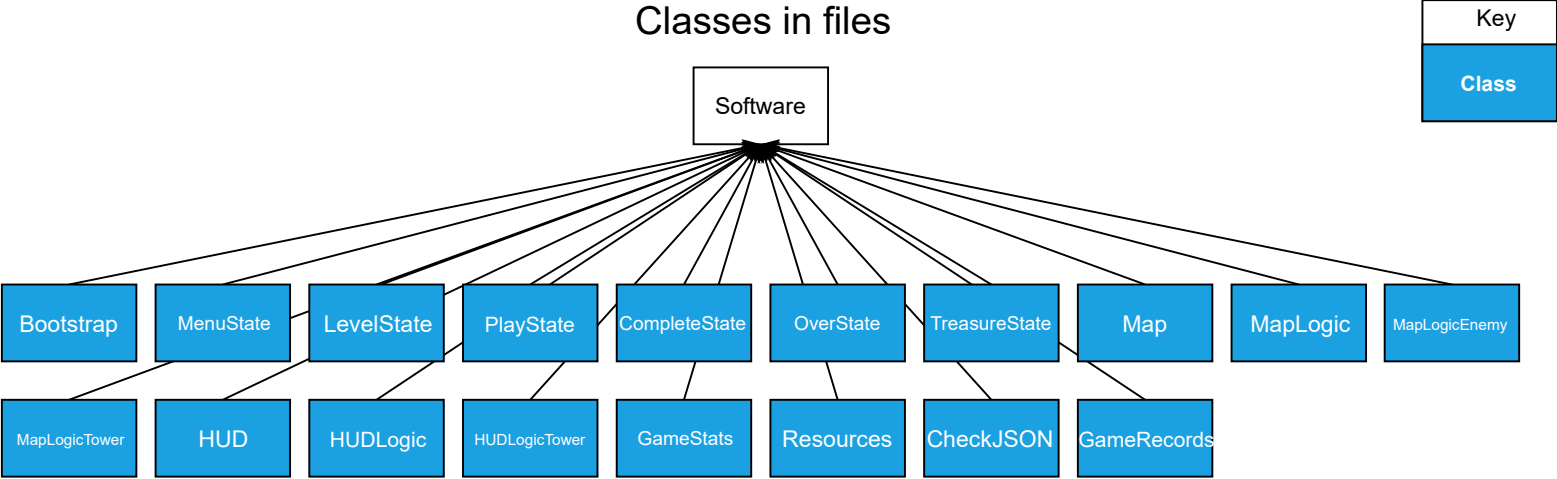 Classes in files
Key
Class
Software
Bootstrap
MenuState
LevelState
PlayState
CompleteState
OverState
TreasureState
Map
MapLogic
MapLogicEnemy
MapLogicTower
HUD
HUDLogic
HUDLogicTower
GameStats
Resources
CheckJSON
GameRecords